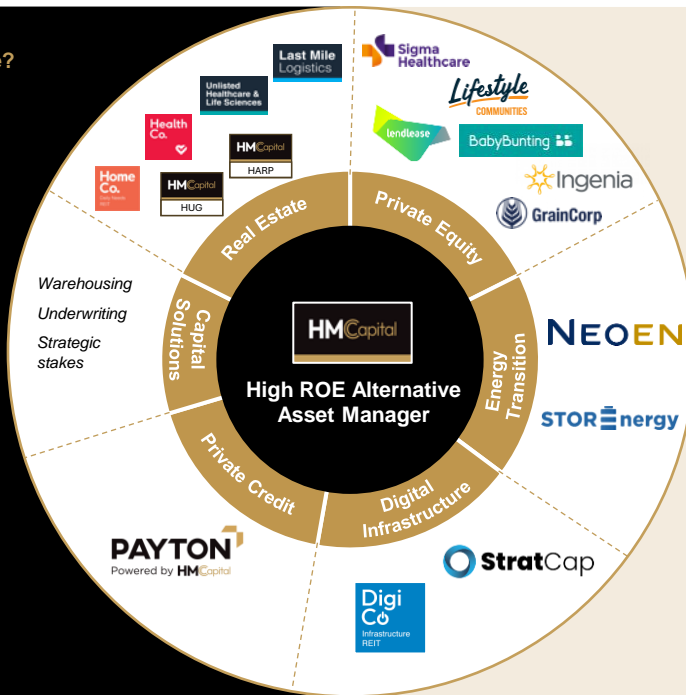 ?
Last Mile
Logistics
Sigma
Healthcare
Unlisted
Healthcare &
Life Sciences
Lifestyle
COMMUNITIES
Health
Co.
lendlease
BabyBunting
HMCapital
HARP
Home
Co.
Daily Needs
REIT
HMCapital
HUG
Ingenia
GrainCorp
Real Estate
Private Equity
Warehousing
Underwriting
Strategic
stakes
Capital
Solutions
HMCapital
High ROE Alternative
Asset Manager
Energy
Transition
NEOEN
STOREnergy
Private Credit
Digital
Infrastructure
PAYTON
Powered by HMCapital
StratCap
Digi
Co
Infrastructure
REIT